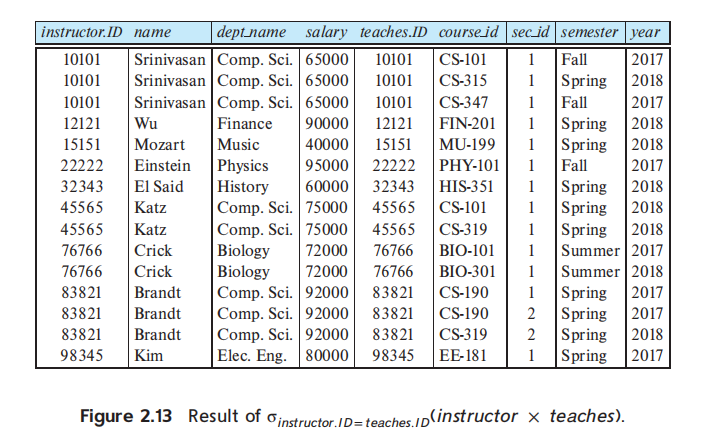 instructor.ID name dept_name salary teaches.ID course_id sec_id semester year
10101 Srinivasan Comp. Sci. 65000 10101 CS-101 1 Fall 2017
10101 Srinivasan Comp. Sci. 65000 10101 CS-315 1 Spring 2018
10101 Srinivasan Comp. Sci. 65000 10101 CS-347 1 Fall 2017
12121 Wu Finance 90000 12121 FIN-201 1 Spring 2018
15151 Mozart Music 40000 15151 MU-199 1 Spring 2018
22222 Einstein Physics 95000 22222 PHY-101 1 Fall 2017
32343 El Said History 60000 32343 HIS-351 1 Spring 2018
45565 Katz Comp. Sci. 75000 45565 CS-101 1 Spring 2018
45565 Katz Comp. Sci. 75000 45565 CS-319 1 Spring 2018
76766 Crick Biology 72000 76766 BIO-101 1 Summer 2017
76766 Crick Biology 72000 76766 BIO-301 1 Summer 2018
83821 Brandt Comp. Sci. 92000 83821 CS-190 1 Spring 2017
83821 Brandt Comp. Sci. 92000 83821 CS-190 2 Spring 2017
83821 Brandt Comp. Sci. 92000 83821 CS-319 2 Spring 2018
98345 Kim Elec. Eng. 80000 98345 EE-181 1 Spring 2017
Figure 2.13 Result of σinstructor.ID=teaches.ID(instructor × teaches).